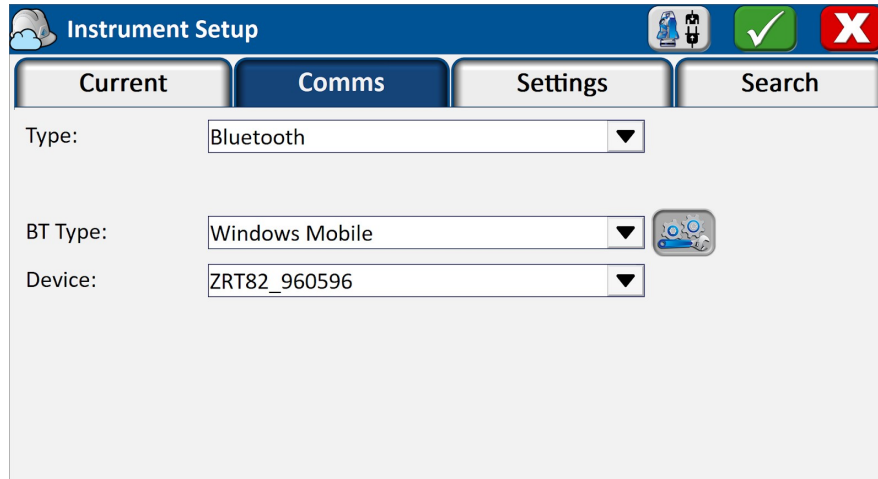 Instrument Setup
Current Comms Settings Search
Type: Bluetooth
BT Type: Windows Mobile
Device: ZRT82_960596